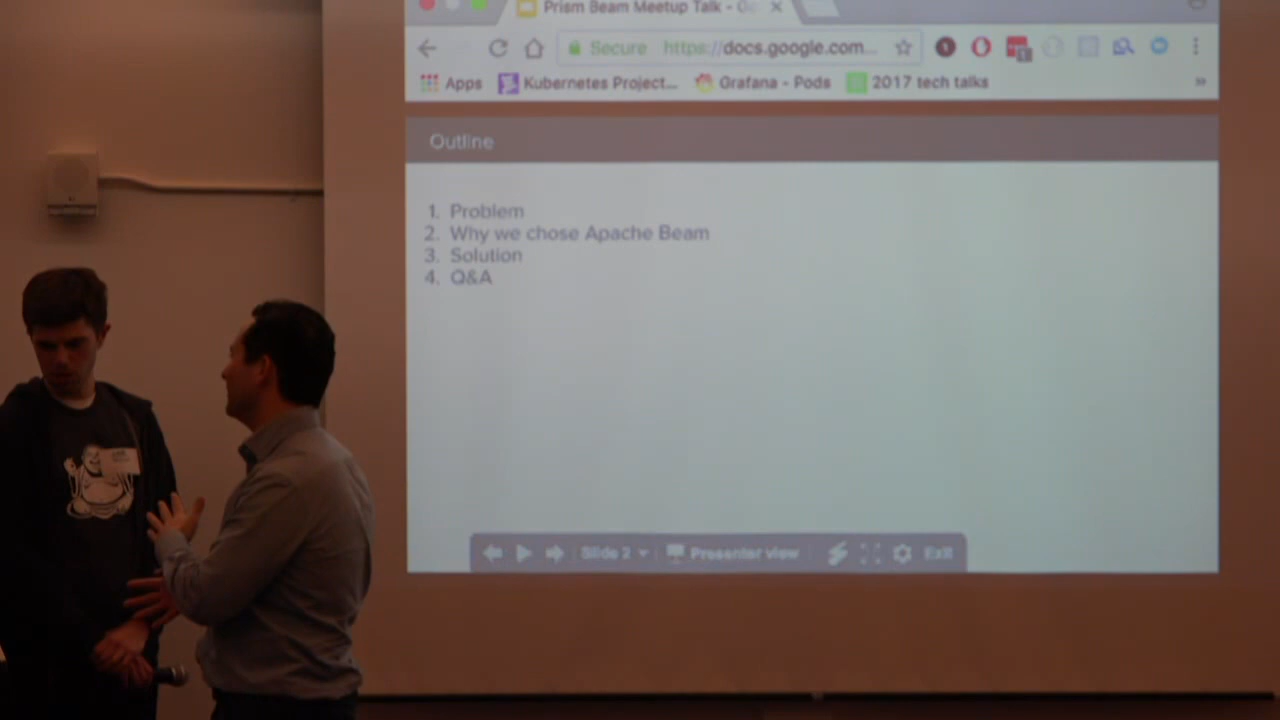 Prism Beam Meetup Talk - Go
Secure https://docs.google.com...
Apps Kubernetes Project... Grafana - Pods 2017 tech talks »
Outline
1. Problem
2. Why we chose Apache Beam
3. Solution
4. Q&A
Slide 2 Presenter view Exit